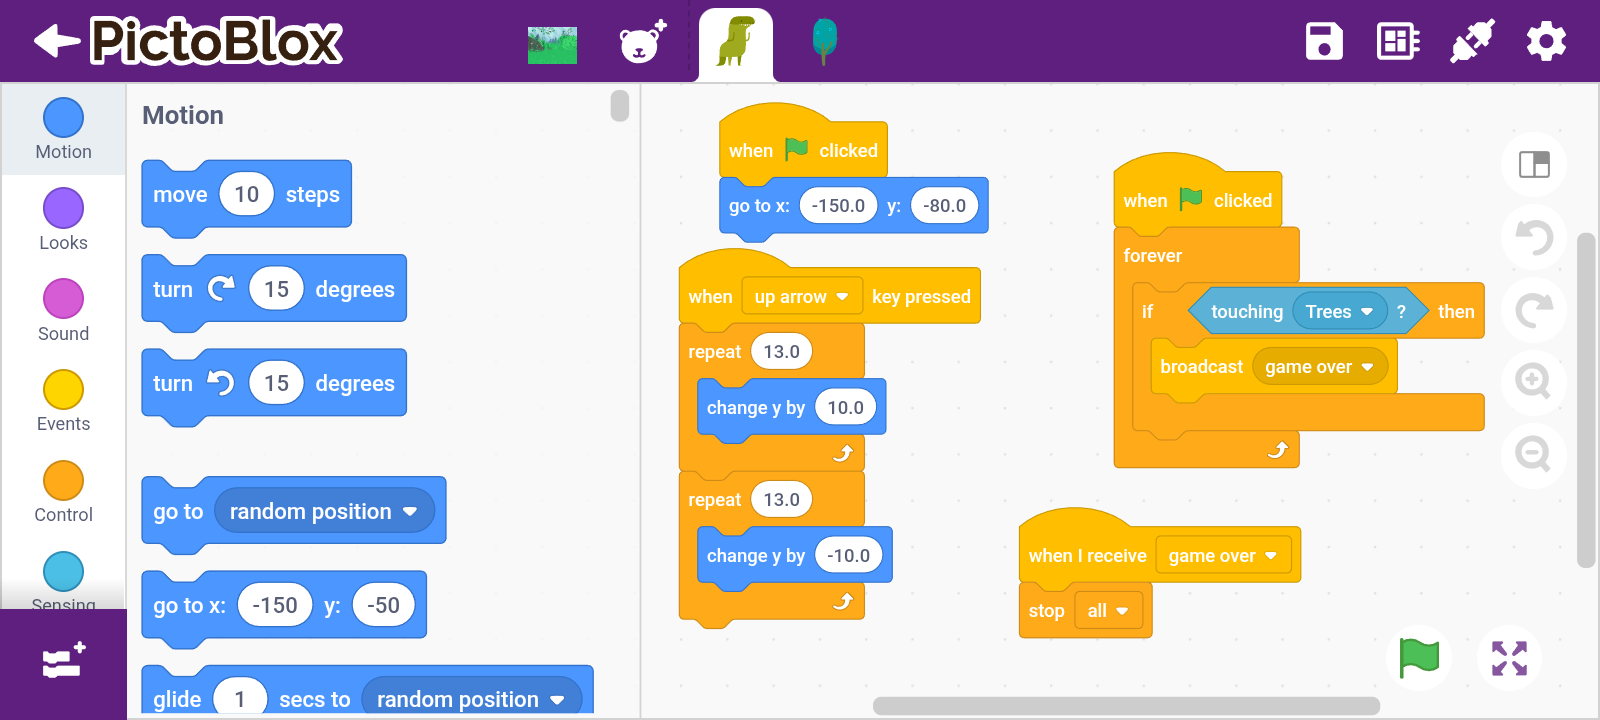 PictoBlox
Motion
Looks
Sound
Events
Control
Sensing
Motion
move 10 steps
turn 15 degrees
turn 15 degrees
go to random position
go to x: -150 y: -50
glide 1 secs to random position
when clicked
go to x: -150.0 y: -80.0
when up arrow key pressed
repeat 13.0
change y by 10.0
repeat 13.0
change y by -10.0
when clicked
forever
if touching Trees ? then
broadcast game over
when I receive game over
stop all